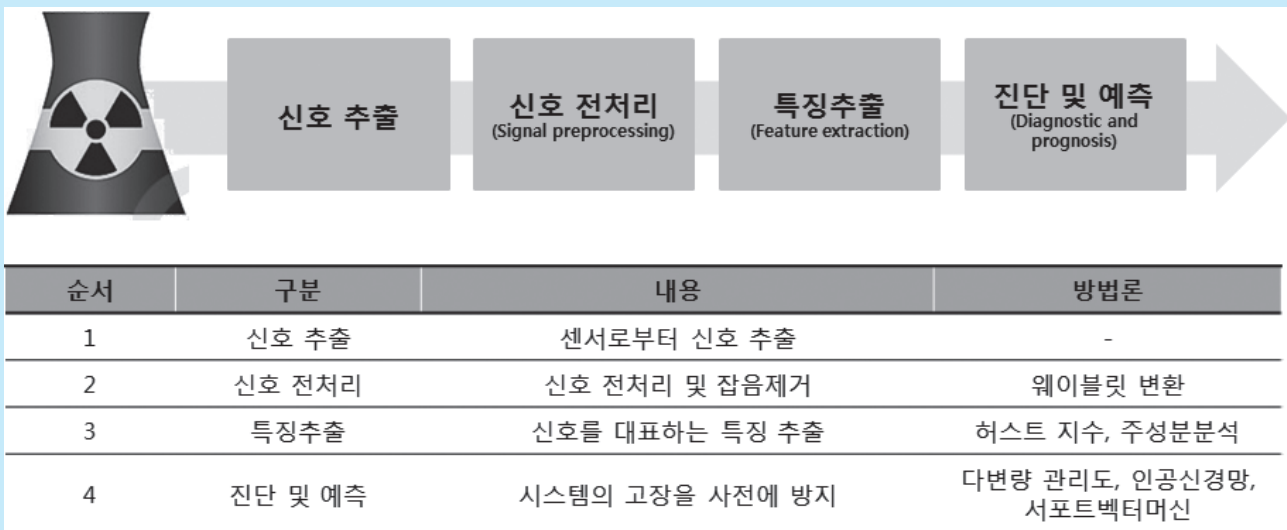 신호 추출
신호 전처리
(Signal preprocessing)
특징추출
(Feature extraction)
진단 및 예측
(Diagnostic and
prognosis)
순서 구분 내용 방법론
1 신호 추출 센서로부터 신호 추출 -
2 신호 전처리 신호 전처리 및 잡음제거 웨이블릿 변환
3 특징추출 신호를 대표하는 특징 추출 허스트 지수, 주성분분석
4 진단 및 예측 시스템의 고장을 사전에 방지 다변량 관리도, 인공신경망,
서포트벡터머신